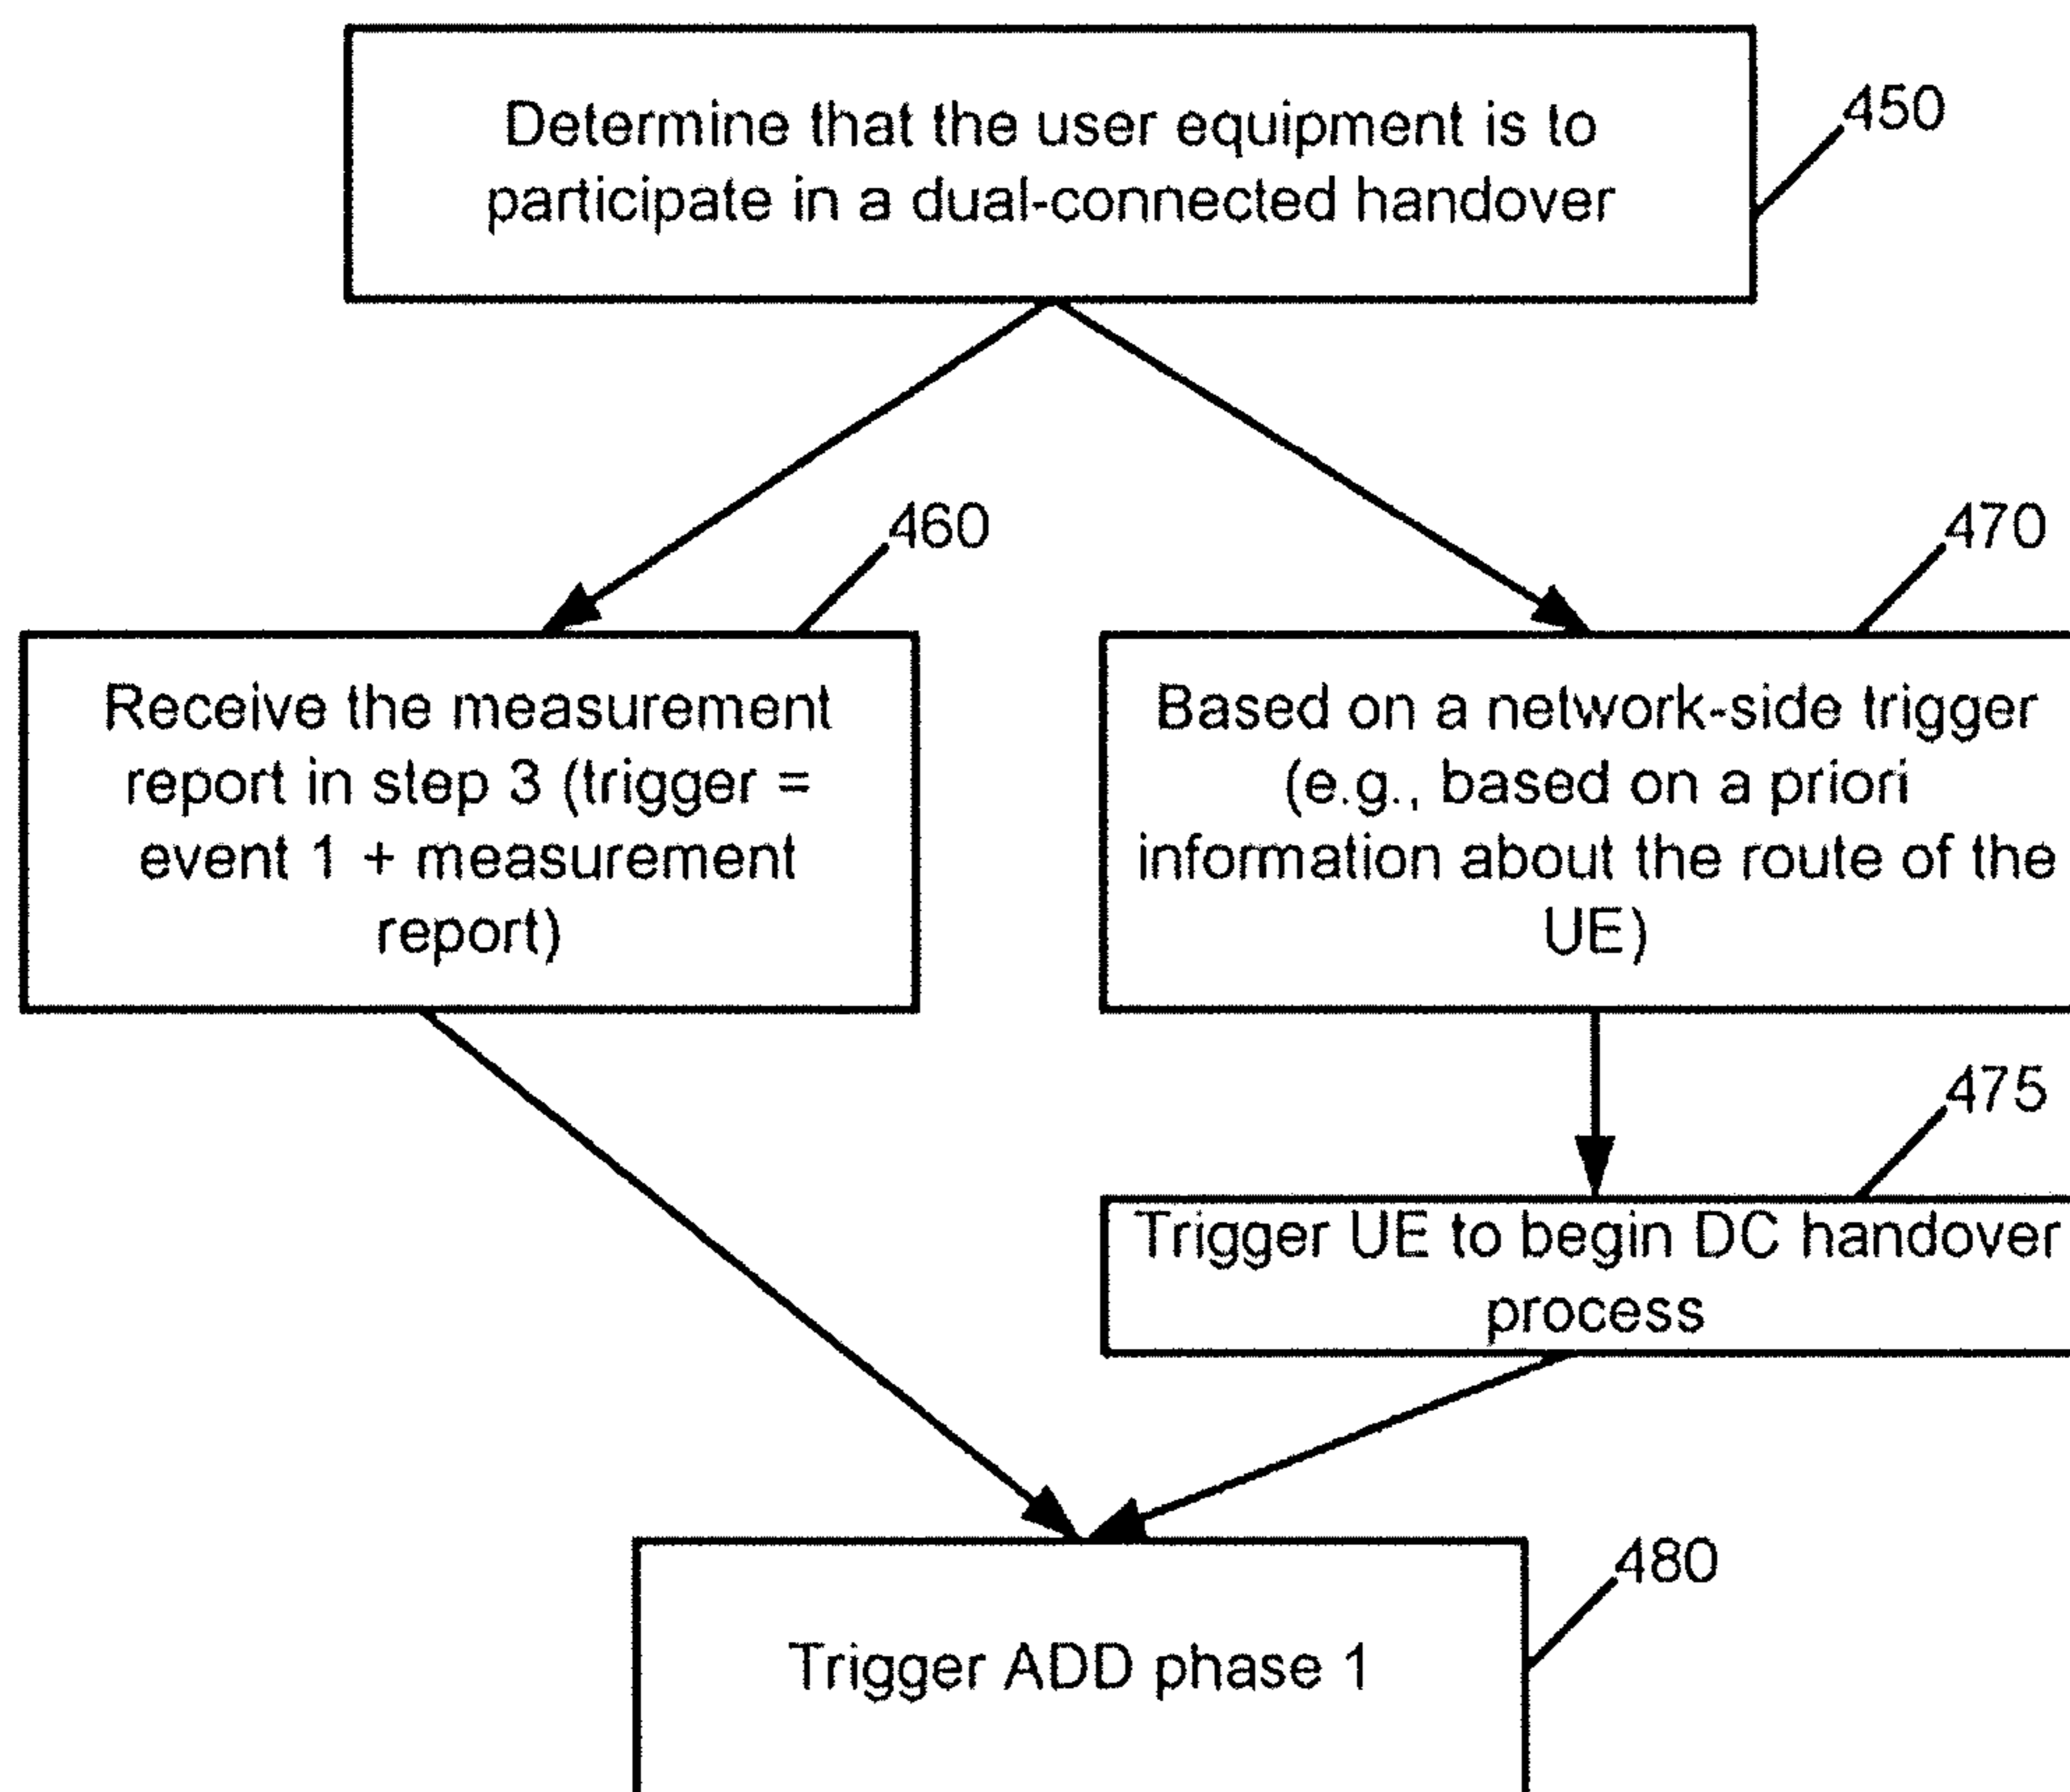 Determine that the user equipment is to
participate in a dual-connected handover
450
460
Receive the measurement
report in step 3 (trigger =
event 1 + measurement
report)
470
Based on a network-side trigger
(e.g., based on a priori
information about the route of the
UE)
475
Trigger UE to begin DC handover
process
480
Trigger ADD phase 1